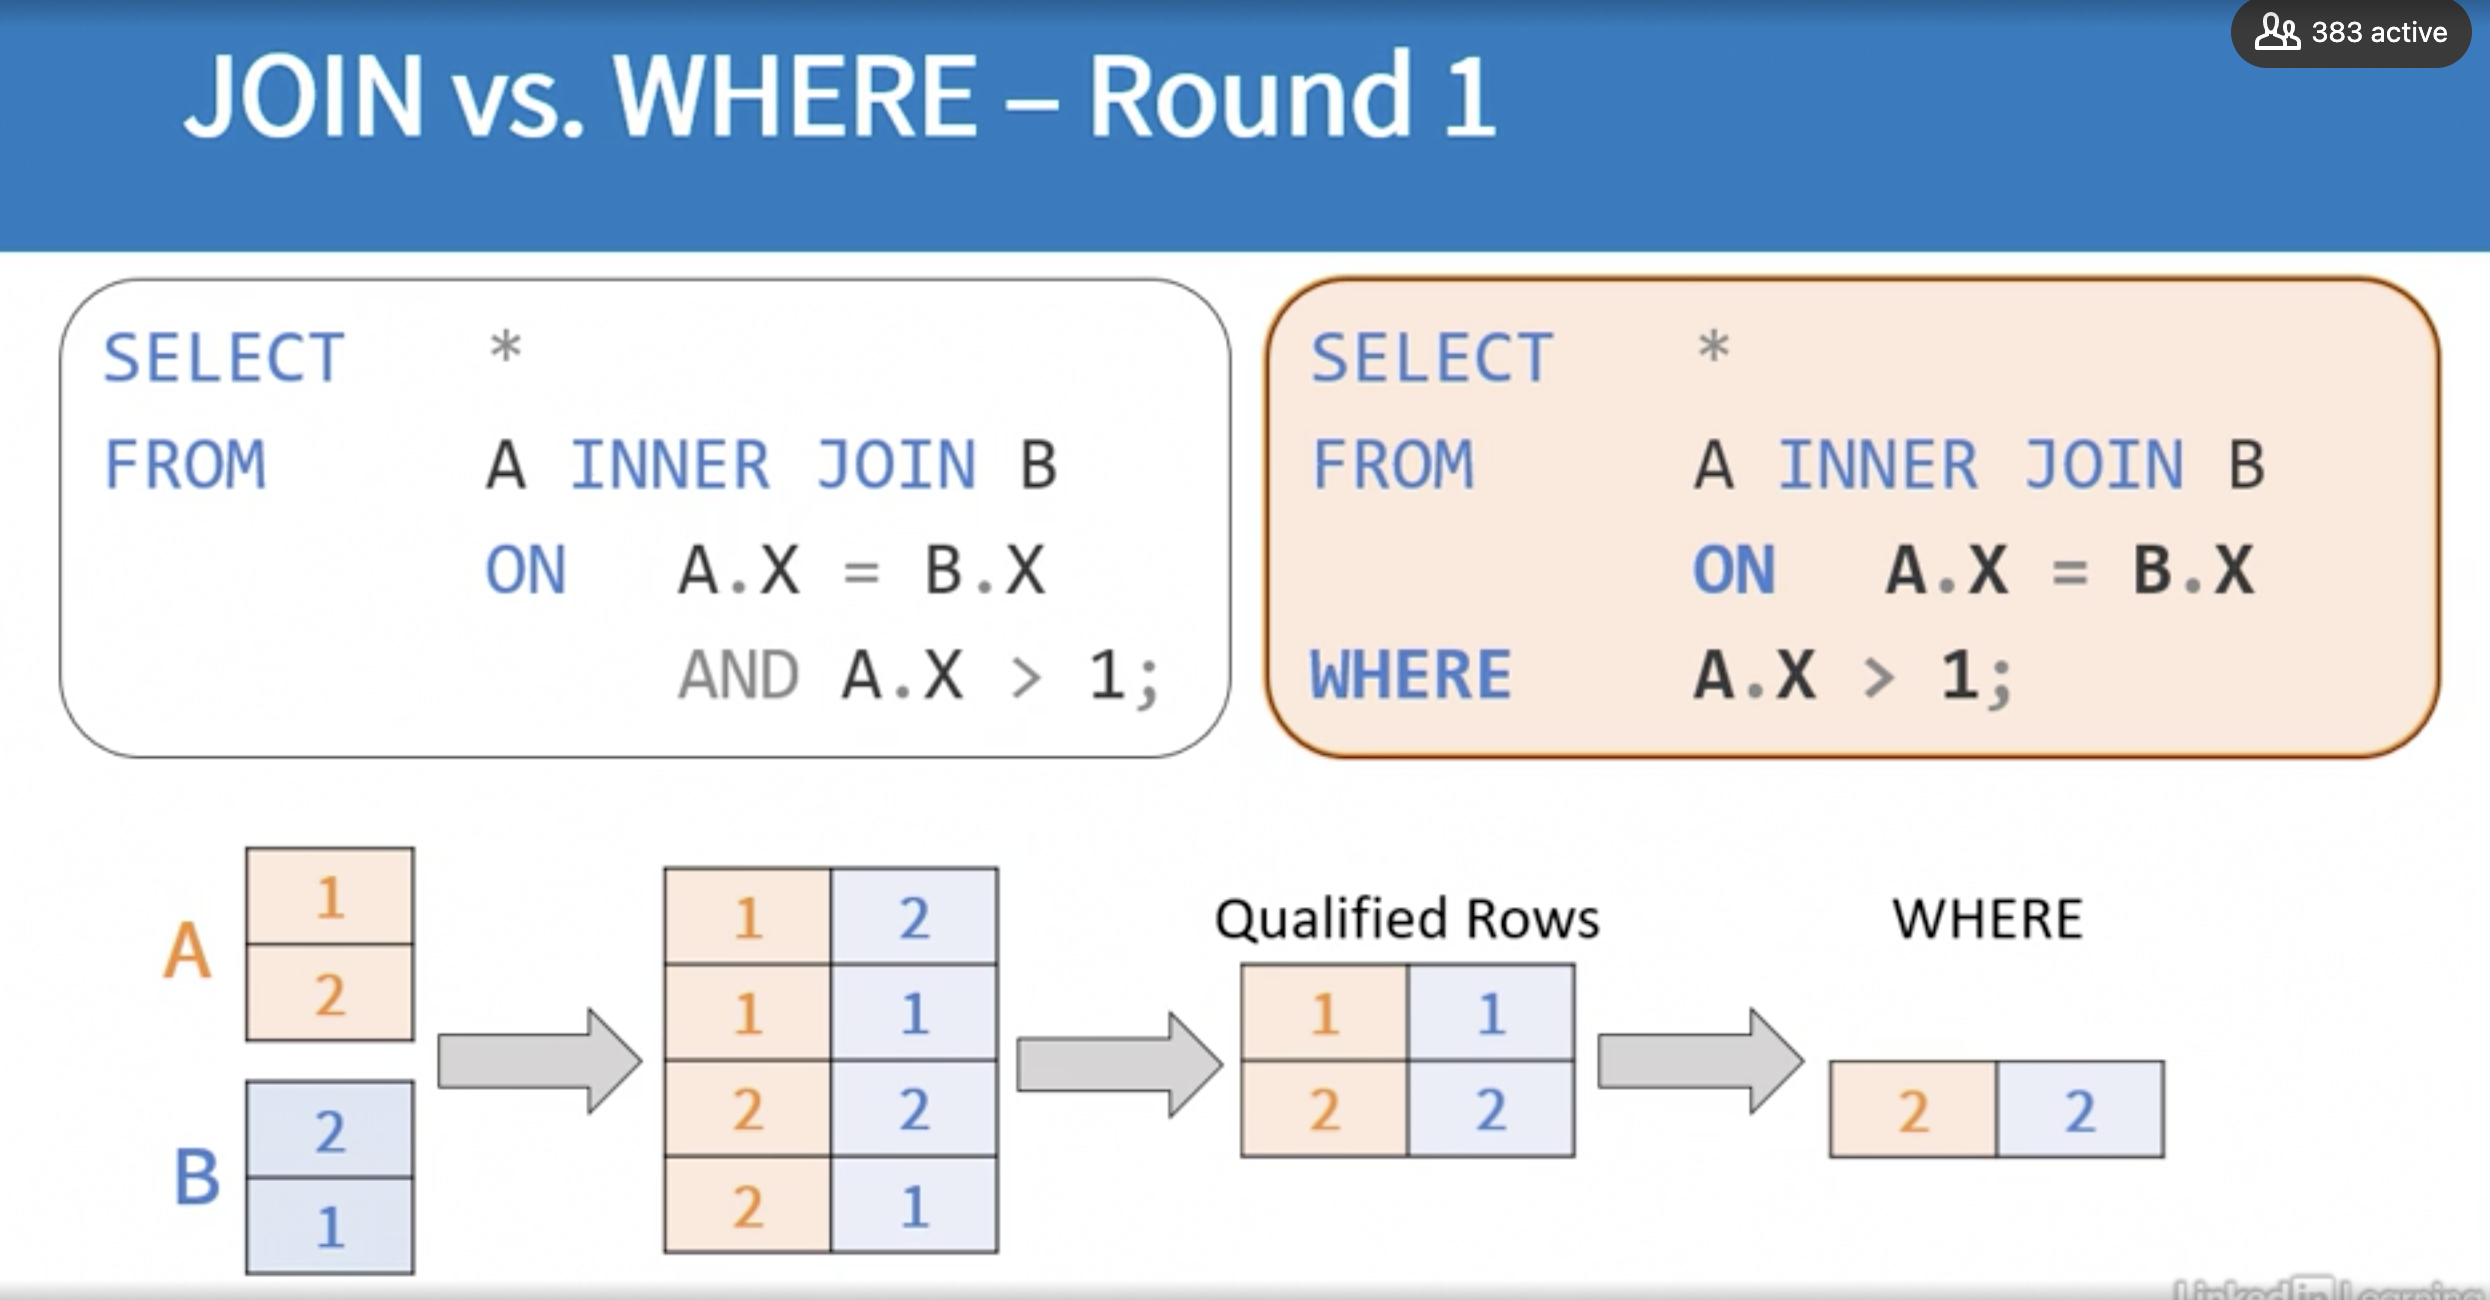 383 active
JOIN vs. WHERE – Round 1
SELECT *
FROM A INNER JOIN B
ON A.X = B.X
AND A.X > 1;
SELECT *
FROM A INNER JOIN B
ON A.X = B.X
WHERE A.X > 1;
A
1
2
B
2
1
1 2
1 1
2 2
2 1
Qualified Rows
1 1
2 2
WHERE
2 2
LinkedIn Learning